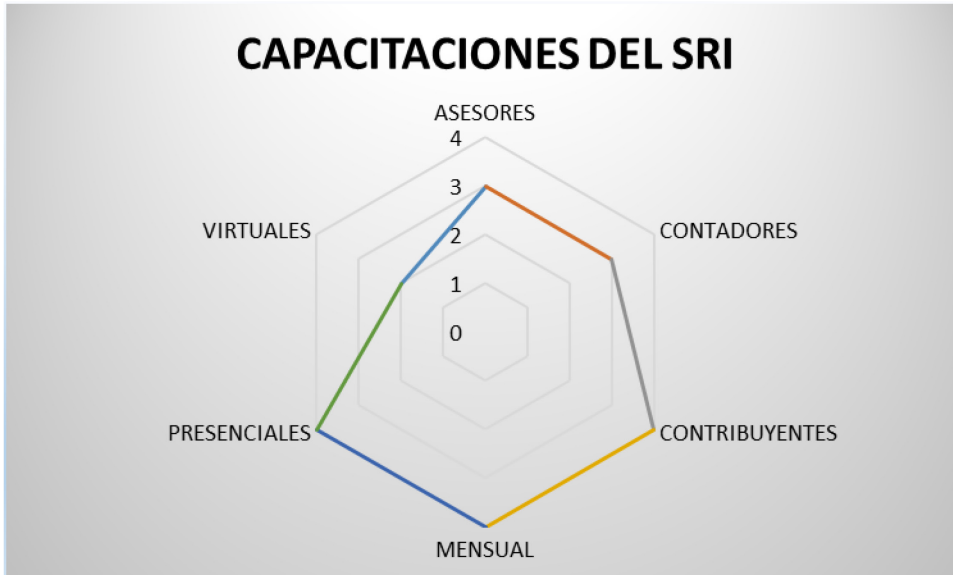 CAPACITACIONES DEL SRI
ASESORES
4
3
2
1
0
VIRTUALES
CONTADORES
PRESENCIALES
CONTRIBUYENTES
MENSUAL